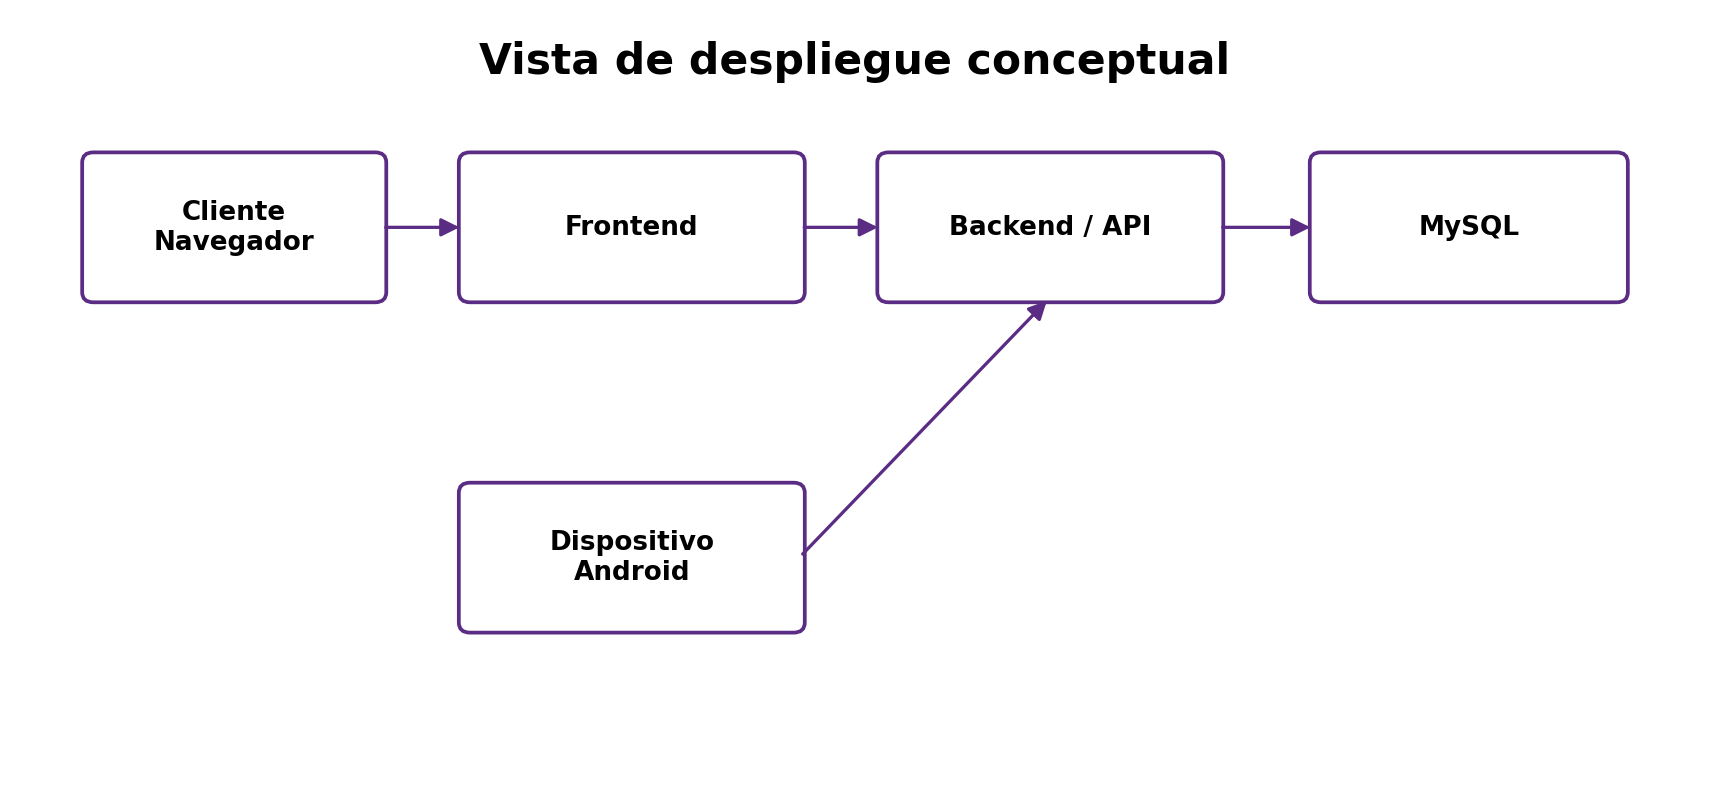 Vista de despliegue conceptual
Cliente
Navegador
Frontend
Backend / API
MySQL
Dispositivo
Android